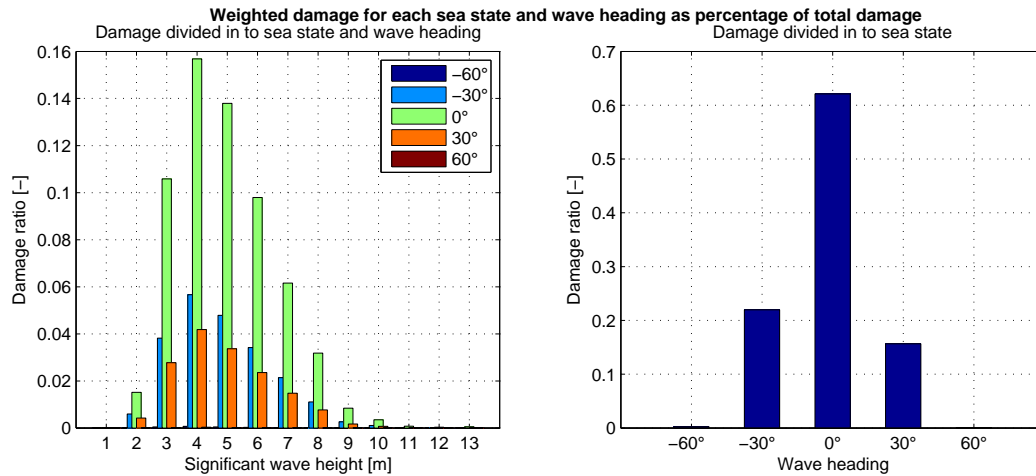 Weighted damage for each sea state and wave heading as percentage of total damage
Damage divided in to sea state and wave heading
0.16
0.14
0.12
0.1
0.08
0.06
0.04
0.02
0
Damage ratio [−]
1 2 3 4 5 6 7 8 9 10 11 12 13
Significant wave height [m]
−60°
−30°
0°
30°
60°
Damage divided in to sea state
0.7
0.6
0.5
0.4
0.3
0.2
0.1
0
Damage ratio [−]
−60° −30° 0° 30° 60°
Wave heading